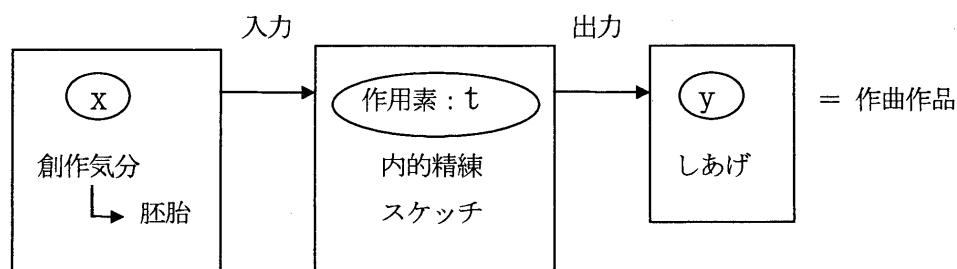 入力
出力
x
作用素：t
y
＝ 作曲作品
創作気分
内的精練
しあげ
胚胎
スケッチ